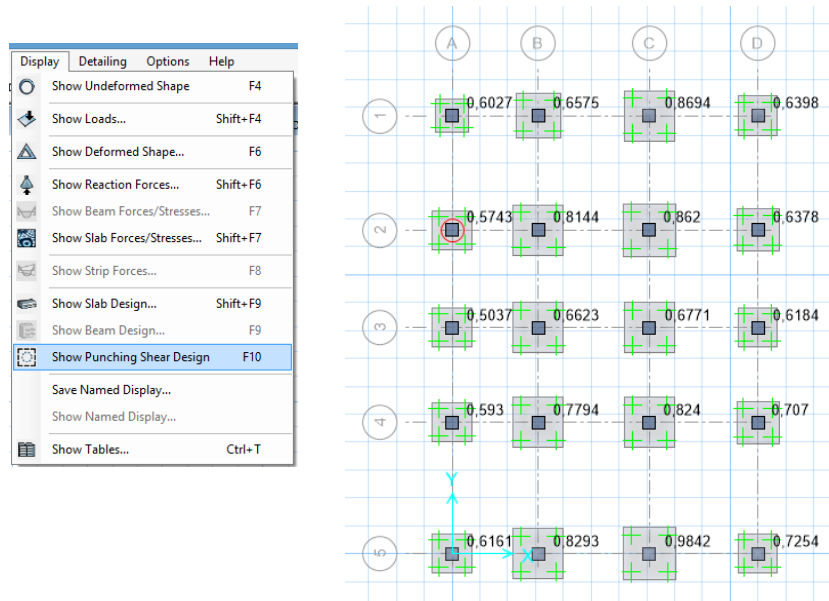 Display Detailing Options Help
Show Undeformed Shape F4
Show Loads... Shift+F4
Show Deformed Shape... F6
Show Reaction Forces... Shift+F6
Show Beam Forces/Stresses... F7
Show Slab Forces/Stresses... Shift+F7
Show Strip Forces... F8
Show Slab Design... Shift+F9
Show Beam Design... F9
Show Punching Shear Design F10
Save Named Display...
Show Named Display...
Show Tables... Ctrl+T
A B C D
1 0,6027 0,6575 0,8694 0,6398
2 0,5743 0,8144 0,862 0,6378
3 0,5037 0,6623 0,6771 0,6184
4 0,593 0,7794 0,824 0,707
Y
5 0,6161 X 0,8293 0,9842 0,7254